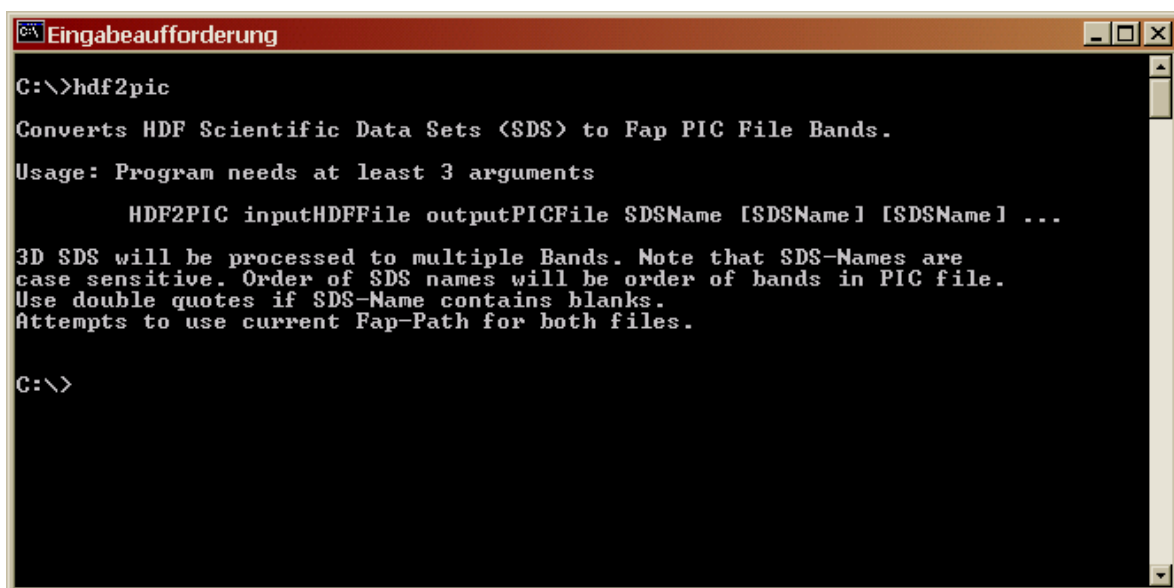 Eingabeaufforderung
C:\>hdf2pic
Converts HDF Scientific Data Sets (SDS) to Fap PIC File Bands.
Usage: Program needs at least 3 arguments
HDF2PIC inputHDFFile outputPICFile SDSName [SDSName] [SDSName] ...
3D SDS will be processed to multiple Bands. Note that SDS-Names are
case sensitive. Order of SDS names will be order of bands in PIC file.
Use double quotes if SDS-Name contains blanks.
Attempts to use current Fap-Path for both files.
C:\>